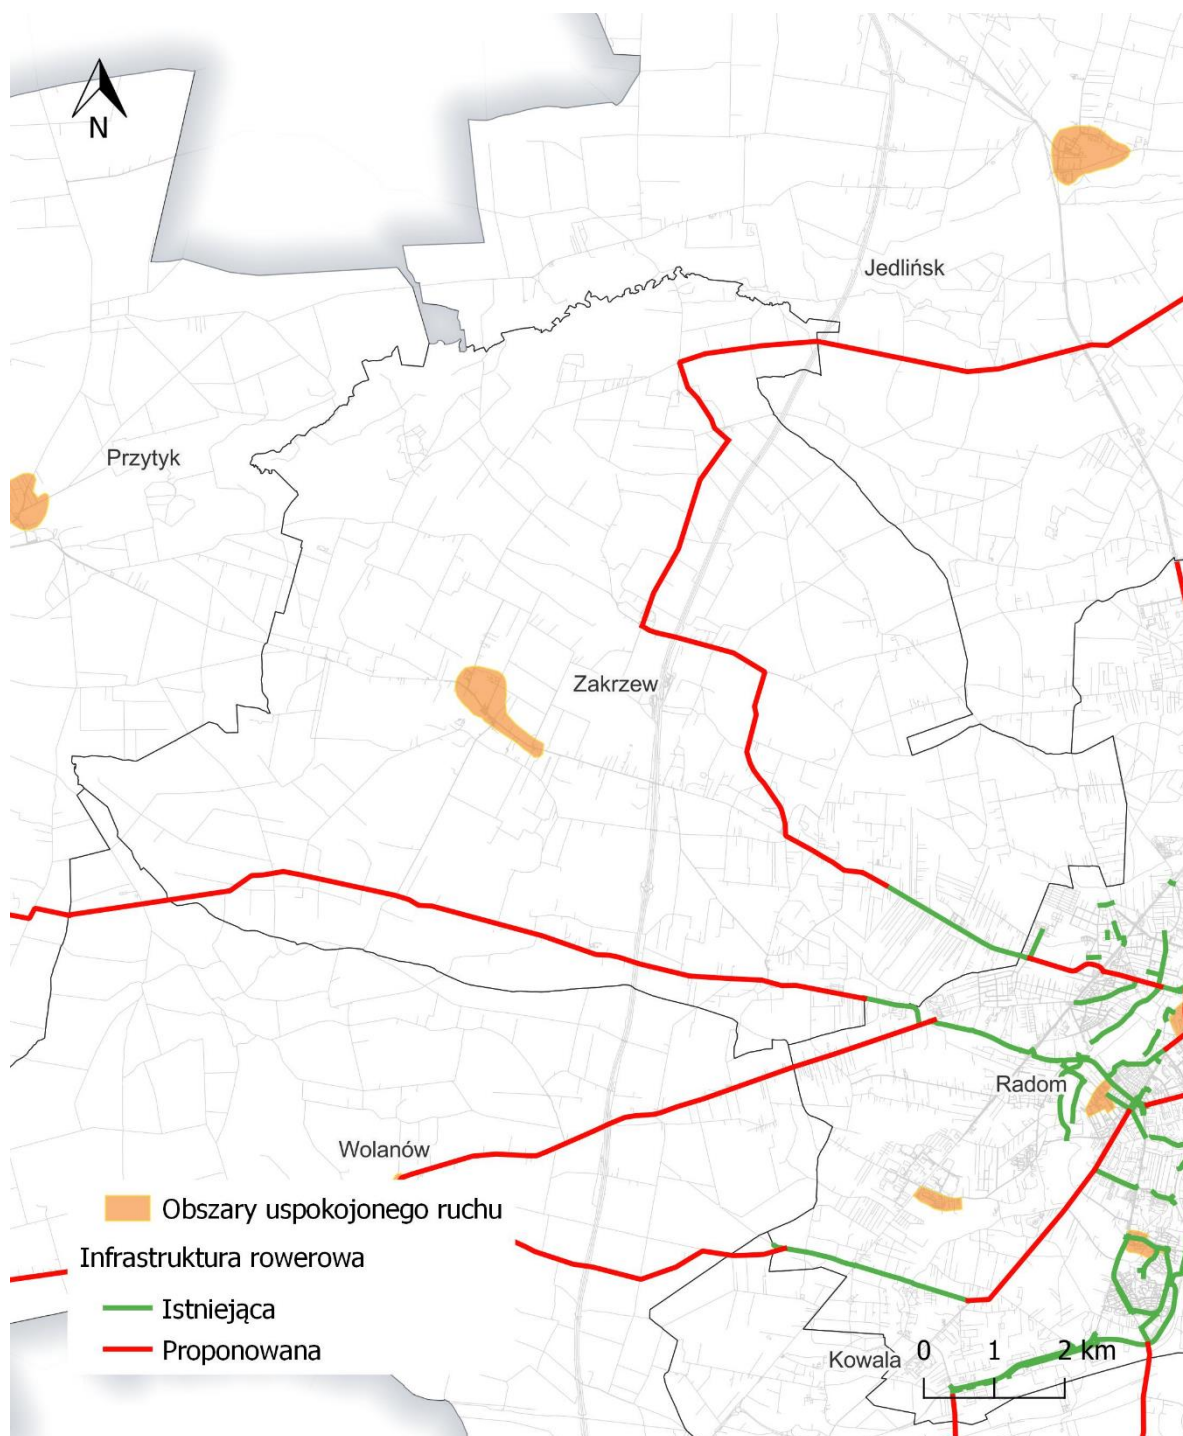 N
Jedlińsk
Przytyk
Zakrzew
Radom
Wolanów
Obszary uspokojonego ruchu
Infrastruktura rowerowa
Istniejąca
Proponowana
Kowala
0 1 2 km